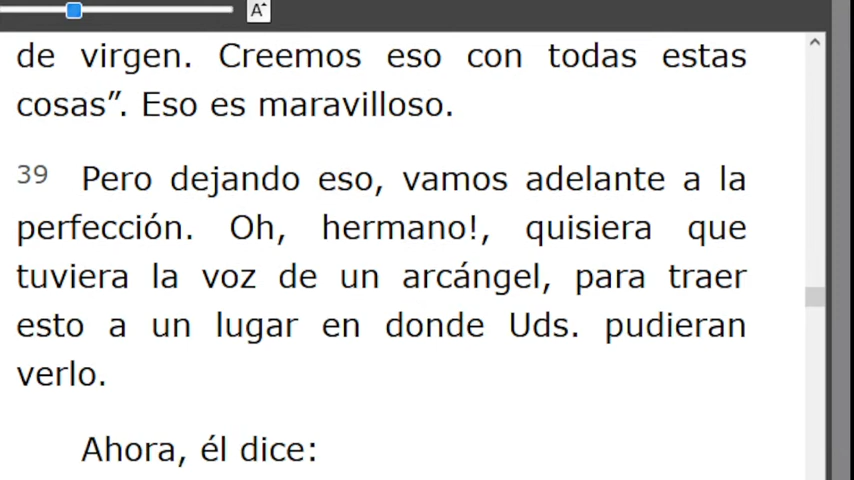 A
de virgen. Creemos eso con todas estas
cosas”. Eso es maravilloso.
39 Pero dejando eso, vamos adelante a la
perfección. Oh, hermano!, quisiera que
tuviera la voz de un arcángel, para traer
esto a un lugar en donde Uds. pudieran
verlo.
Ahora, él dice: